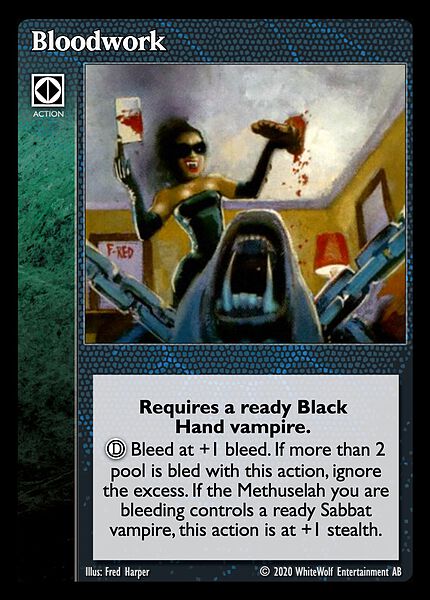 Bloodwork
ACTION
F-RED
Requires a ready Black
Hand vampire.
Ⓓ Bleed at +1 bleed. If more than 2
pool is bled with this action, ignore
the excess. If the Methuselah you are
bleeding controls a ready Sabbat
vampire, this action is at +1 stealth.
Illus: Fred Harper
© 2020 WhiteWolf Entertainment AB